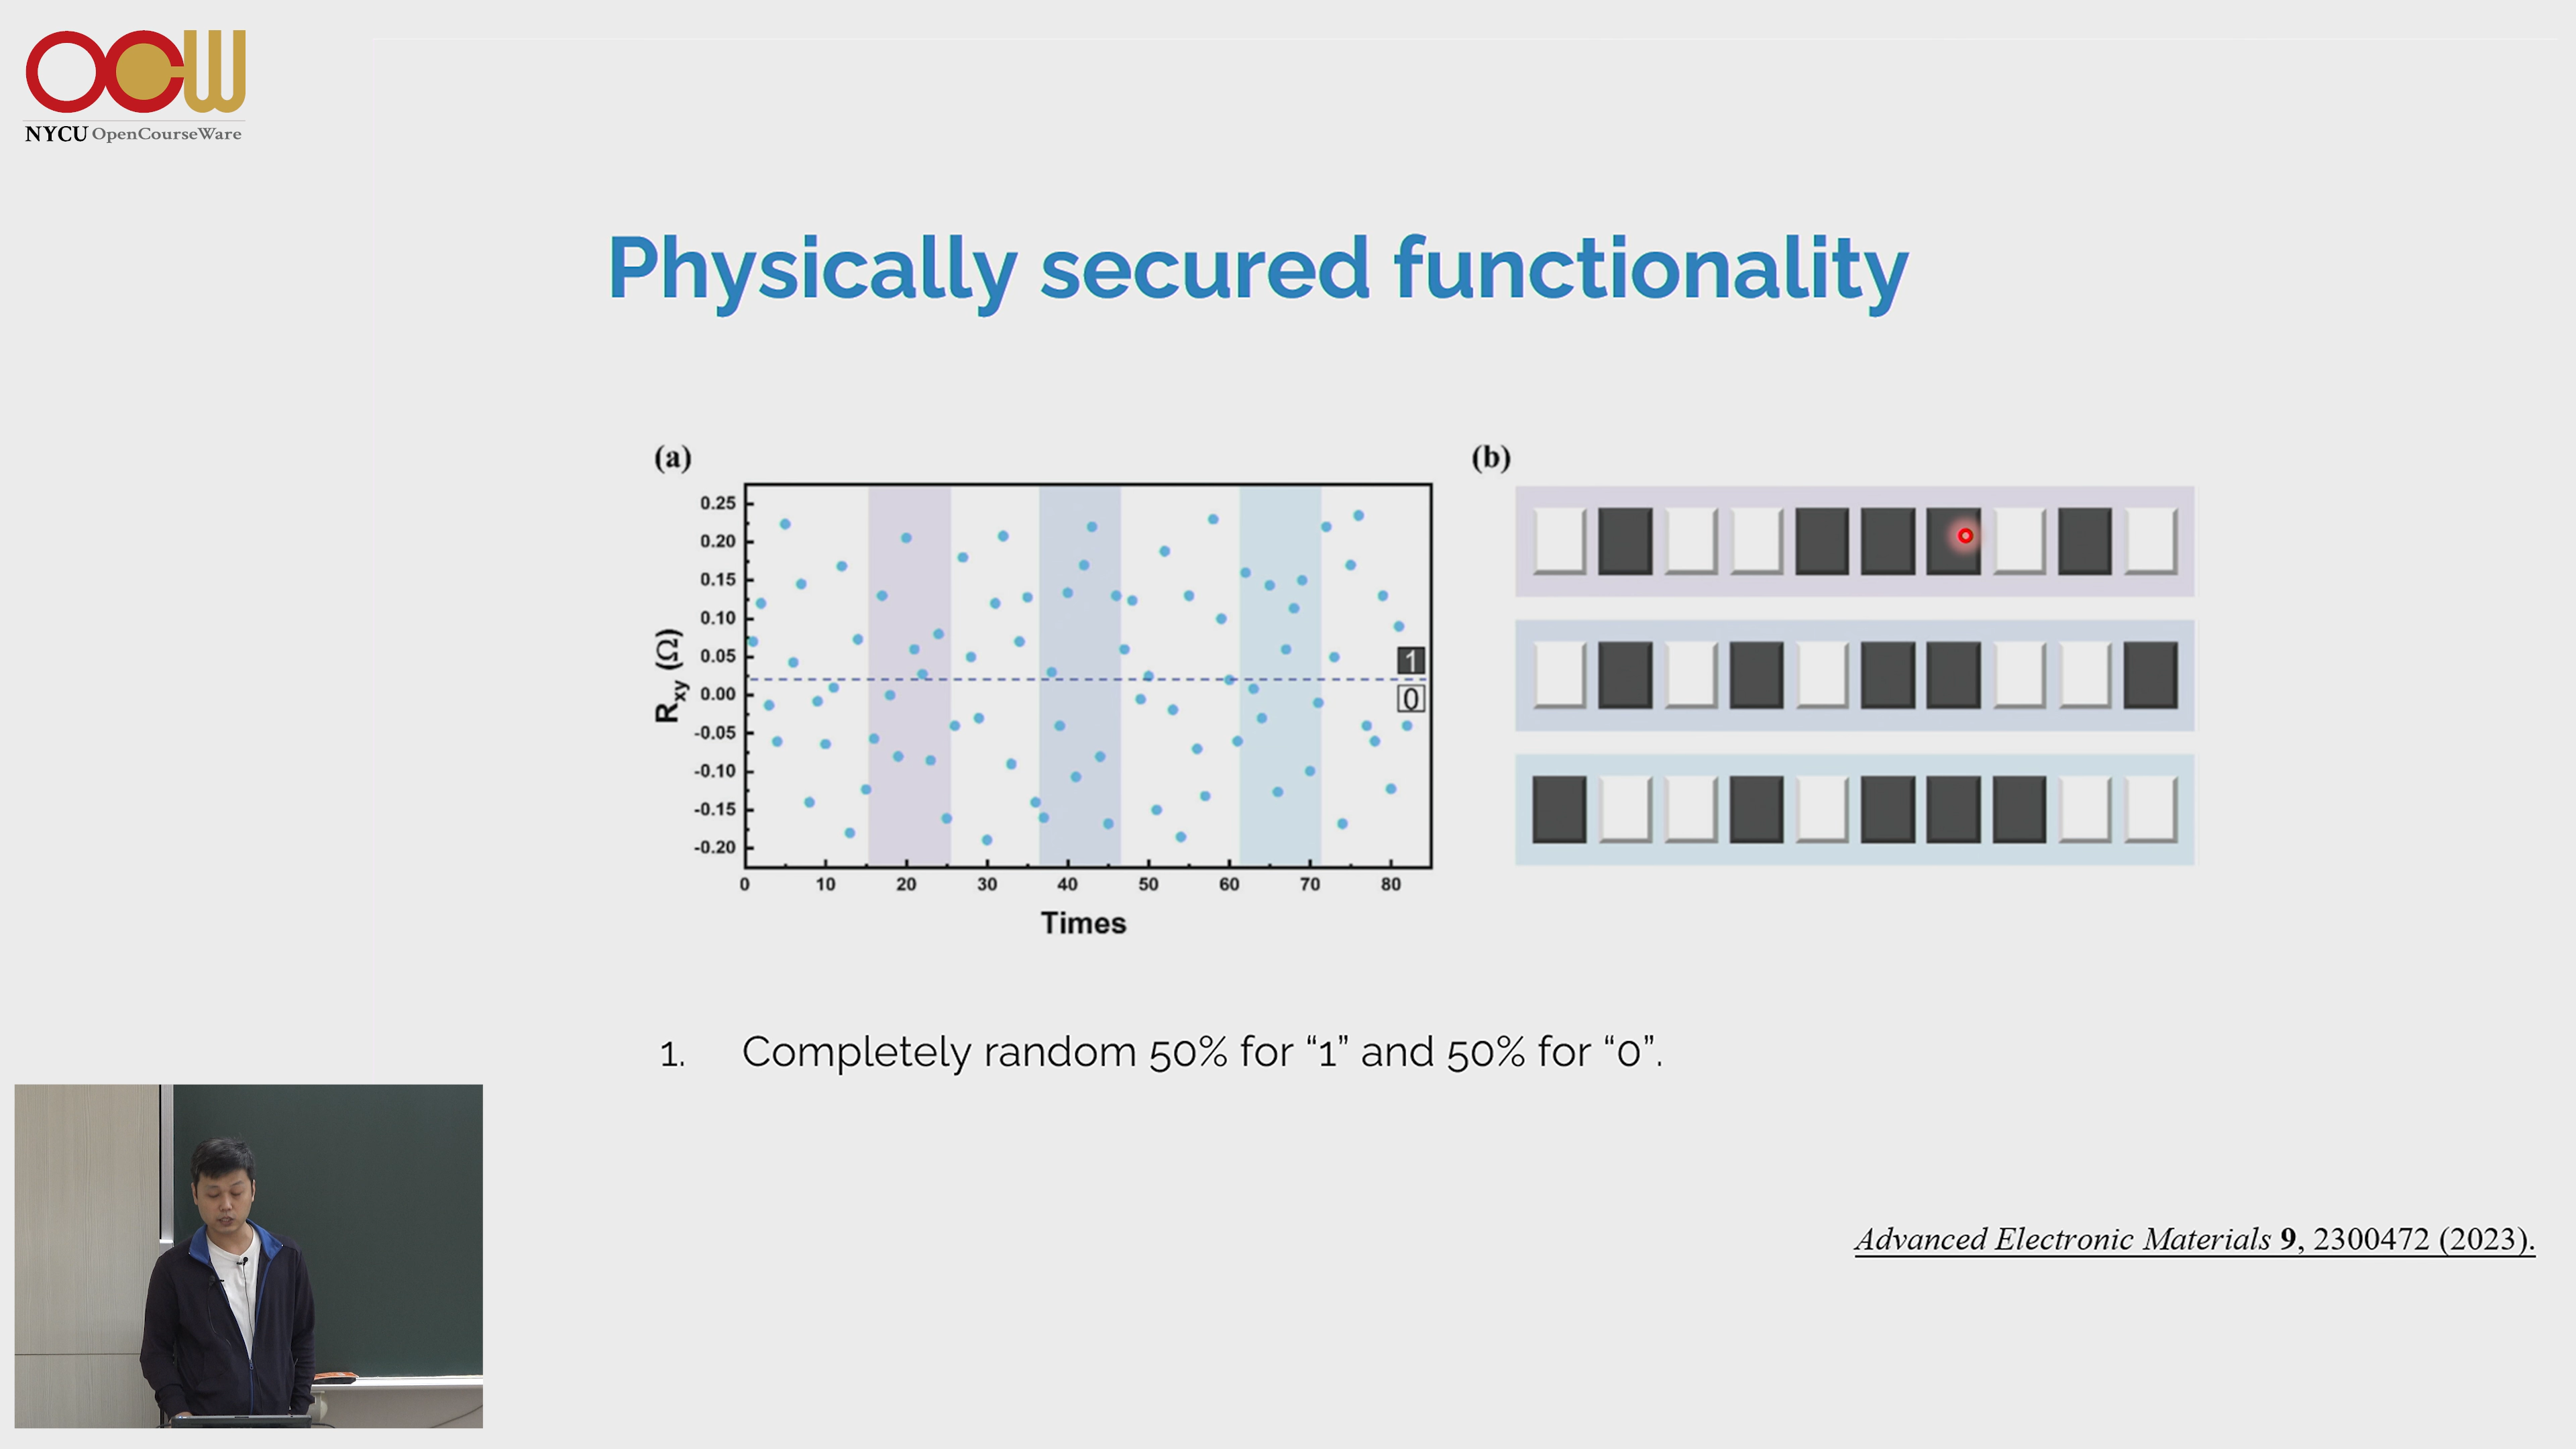 OCW
NYCU OpenCourseWare
Physically secured functionality
(a)
(b)
0.25
0.20
0.15
0.10
0.05
0.00
-0.05
-0.10
-0.15
-0.20
Rxy (Ω)
1
0
0 10 20 30 40 50 60 70 80
Times
1. Completely random 50% for “1” and 50% for “0”.
Advanced Electronic Materials 9, 2300472 (2023).